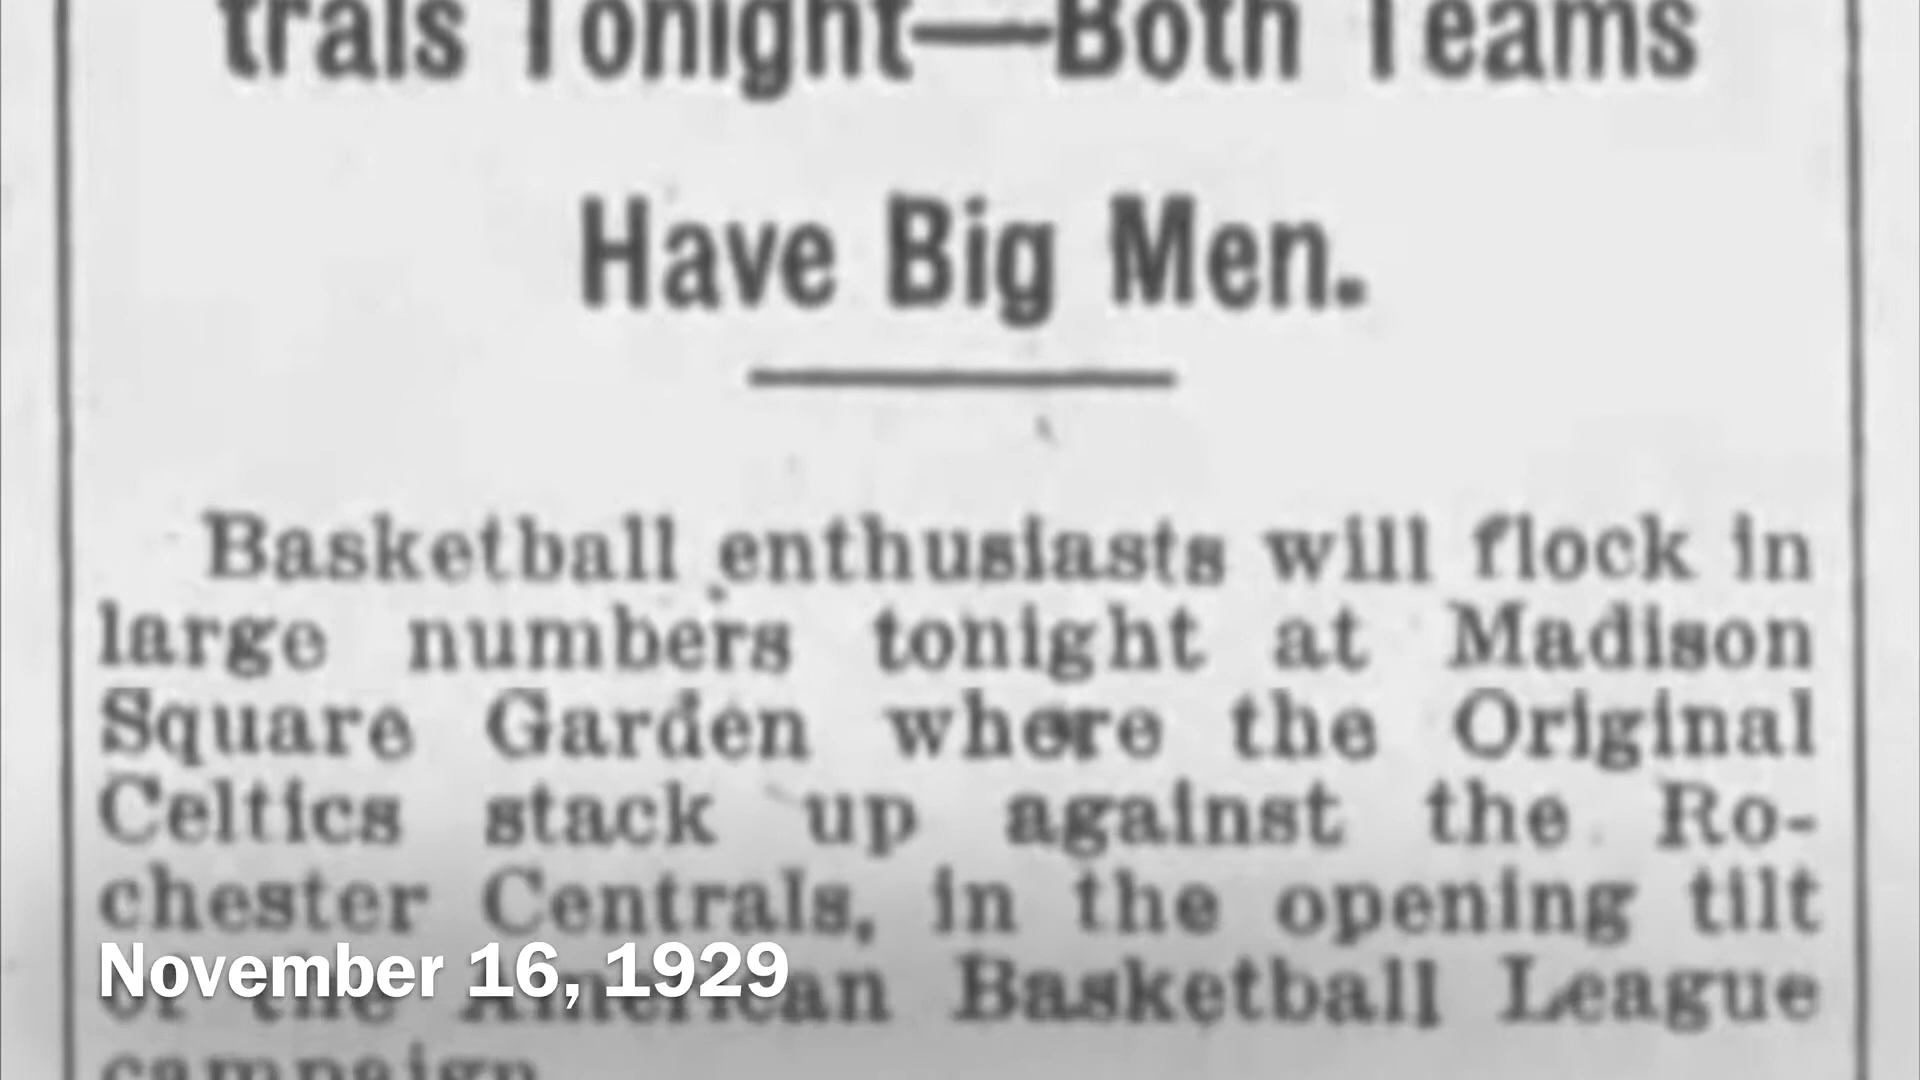 trals Tonight—Both Teams
Have Big Men.
Basketball enthusiasts will flock in
large numbers tonight at Madison
Square Garden where the Original
Celtics stack up against the Ro-
chester Centrals, in the opening tilt
of the American Basketball League
campaign
November 16, 1929